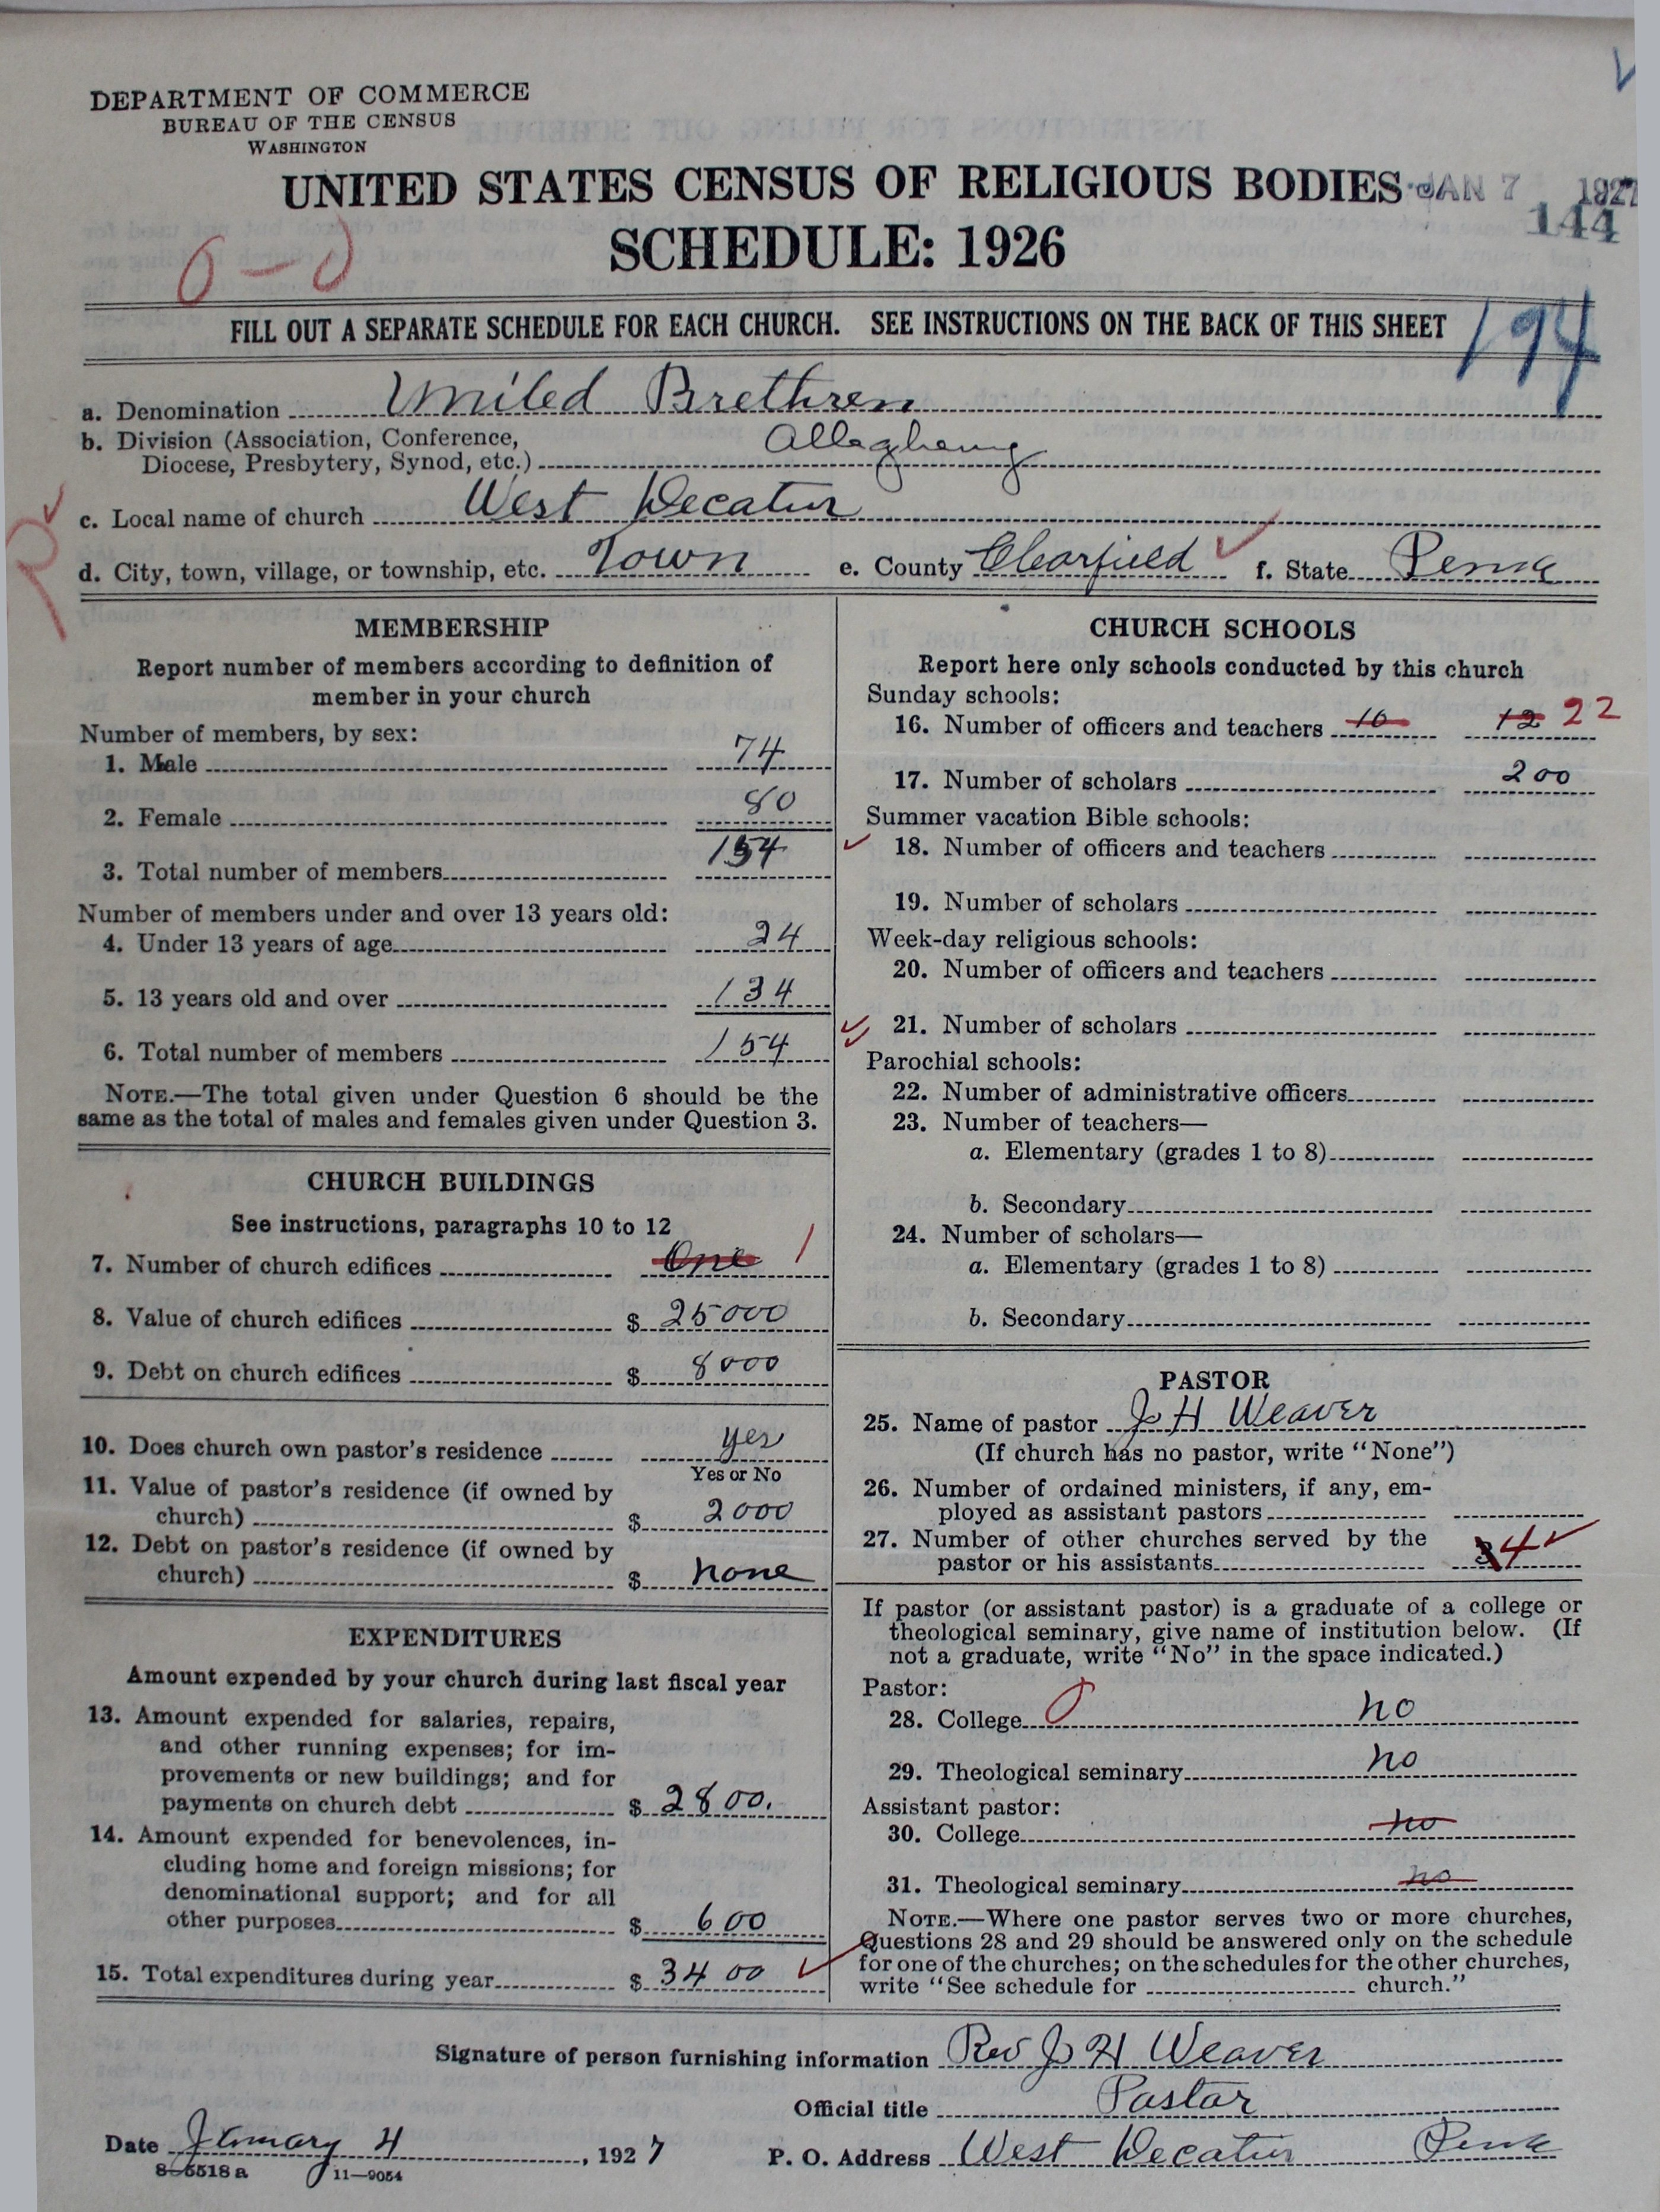 DEPARTMENT OF COMMERCE
BUREAU OF THE CENSUS
WASHINGTON
UNITED STATES CENSUS OF RELIGIOUS BODIES JAN 7 1927
144
SCHEDULE: 1926
0-0
FILL OUT A SEPARATE SCHEDULE FOR EACH CHURCH. SEE INSTRUCTIONS ON THE BACK OF THIS SHEET
194
a. Denomination United Brethren
b. Division (Association, Conference,
Diocese, Presbytery, Synod, etc.) Allagheny
c. Local name of church West Decatur
d. City, town, village, or township, etc. Town e. County Clearfield f. State Penna
MEMBERSHIP
Report number of members according to definition of
member in your church
Number of members, by sex:
1. Male 74
2. Female 80
3. Total number of members 154
Number of members under and over 13 years old:
4. Under 13 years of age 24
5. 13 years old and over 134
6. Total number of members 154
NOTE.—The total given under Question 6 should be the
same as the total of males and females given under Question 3.
CHURCH BUILDINGS
See instructions, paragraphs 10 to 12
7. Number of church edifices One 1
8. Value of church edifices $ 25000
9. Debt on church edifices $ 8000
10. Does church own pastor's residence yes
Yes or No
11. Value of pastor's residence (if owned by
church) $ 2000
12. Debt on pastor's residence (if owned by
church) $ none
EXPENDITURES
Amount expended by your church during last fiscal year
13. Amount expended for salaries, repairs,
and other running expenses; for im-
provements or new buildings; and for
payments on church debt $ 2800.
14. Amount expended for benevolences, in-
cluding home and foreign missions; for
denominational support; and for all
other purposes $ 600
15. Total expenditures during year $ 3400
CHURCH SCHOOLS
Report here only schools conducted by this church
Sunday schools:
16. Number of officers and teachers 10 12 22
17. Number of scholars 200
Summer vacation Bible schools:
18. Number of officers and teachers
19. Number of scholars
Week-day religious schools:
20. Number of officers and teachers
21. Number of scholars
Parochial schools:
22. Number of administrative officers
23. Number of teachers—
a. Elementary (grades 1 to 8)
b. Secondary
24. Number of scholars—
a. Elementary (grades 1 to 8)
b. Secondary
PASTOR
25. Name of pastor J H Weaver
(If church has no pastor, write "None")
26. Number of ordained ministers, if any, em-
ployed as assistant pastors
27. Number of other churches served by the
pastor or his assistants 4
If pastor (or assistant pastor) is a graduate of a college or
theological seminary, give name of institution below. (If
not a graduate, write "No" in the space indicated.)
Pastor:
28. College 0 no
29. Theological seminary no
Assistant pastor:
30. College no
31. Theological seminary no
NOTE.—Where one pastor serves two or more churches,
Questions 28 and 29 should be answered only on the schedule
for one of the churches; on the schedules for the other churches,
write "See schedule for church."
Signature of person furnishing information Rev J H Weaver
Official title Pastor
Date January 4, 1927 P. O. Address West Decatur Penna
8-5518 a 11—9054